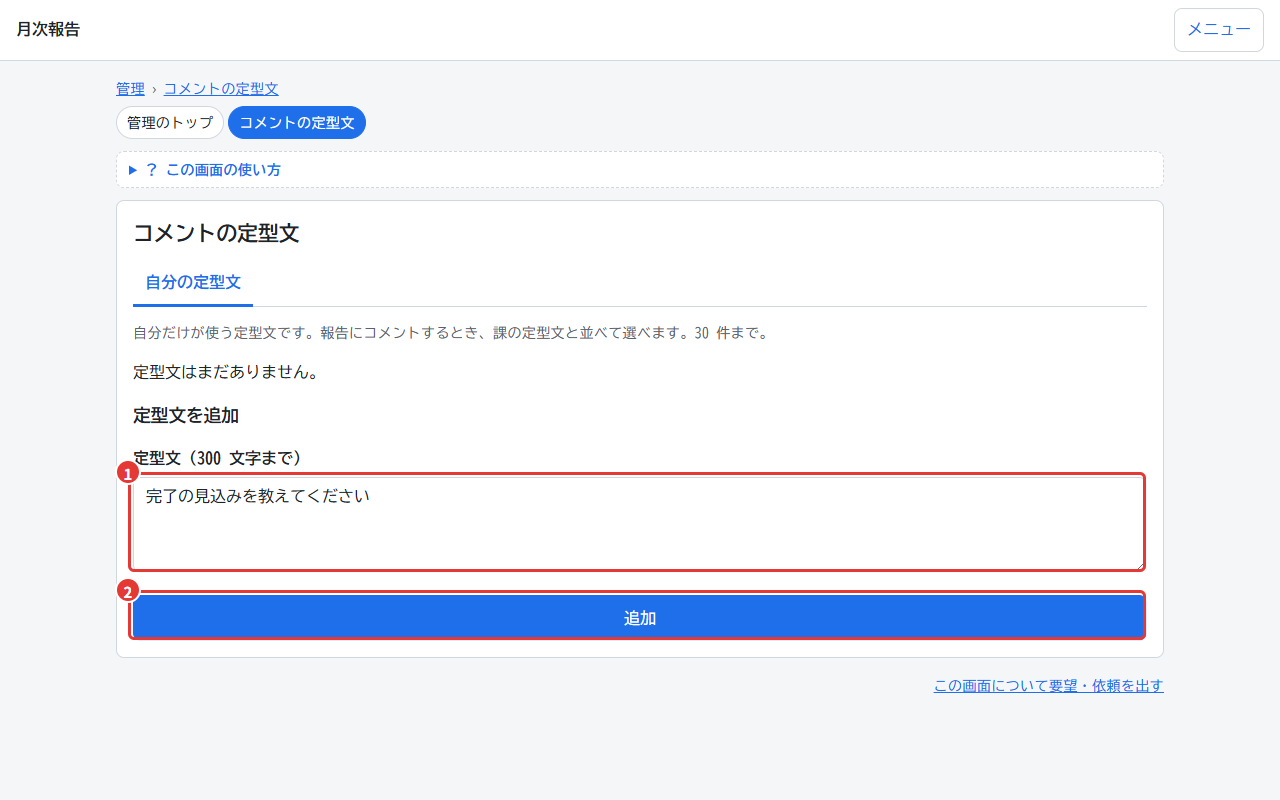 月次報告
メニュー
管理 › コメントの定型文
管理のトップ
コメントの定型文
▶ ? この画面の使い方
コメントの定型文
自分の定型文
自分だけが使う定型文です。報告にコメントするとき、課の定型文と並べて選べます。30 件まで。
定型文はまだありません。
定型文を追加
定型文（300 文字まで）
1
完了の見込みを教えてください
2
追加
この画面について要望・依頼を出す